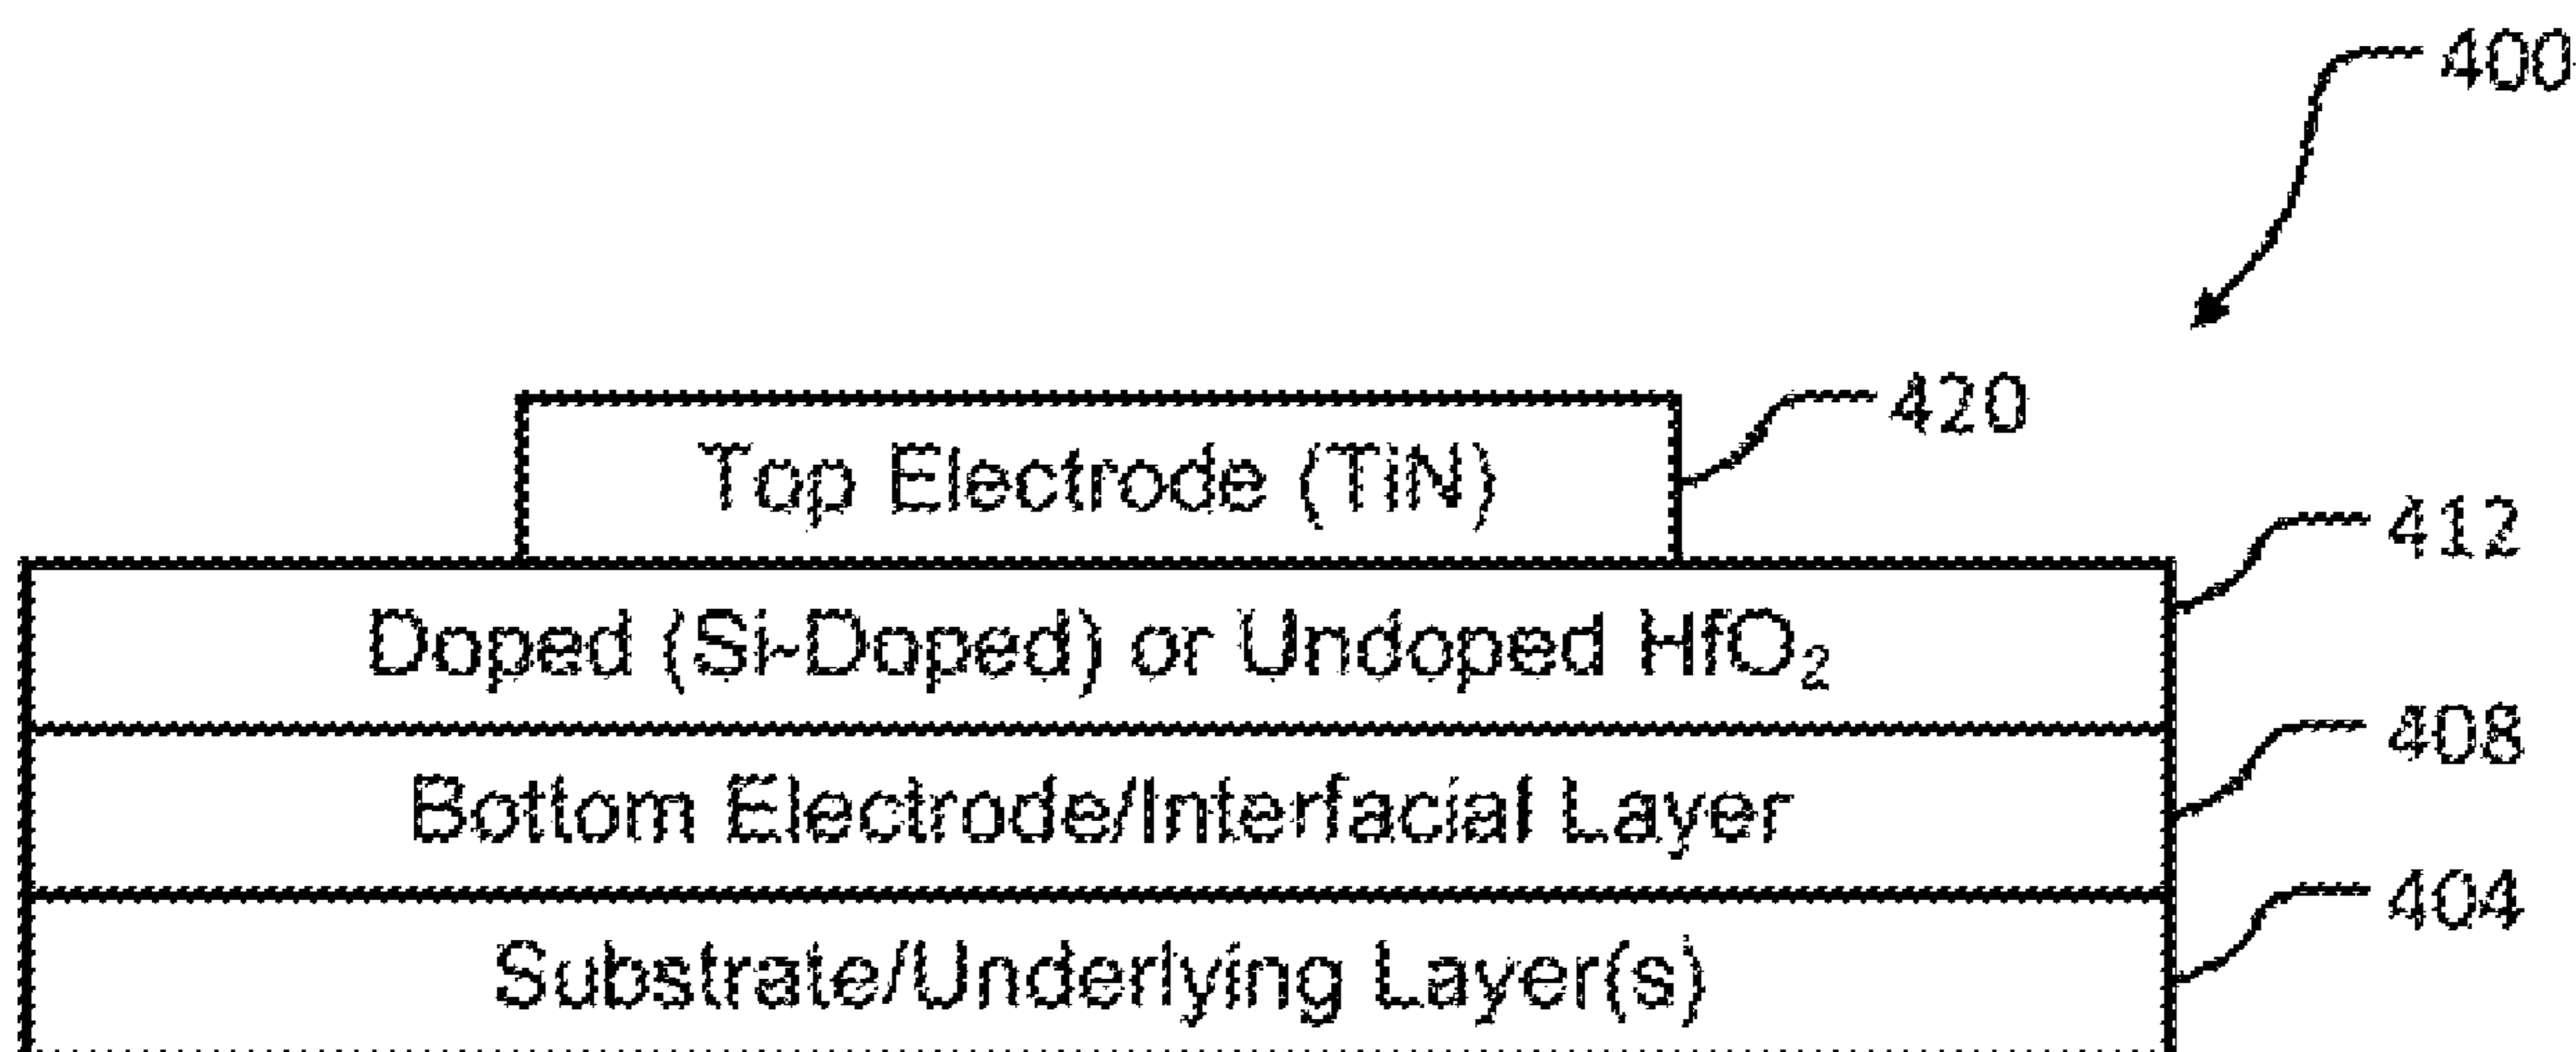 400
Top Electrode (TiN)
420
Doped (Si-Doped) or Undoped HfO₂
412
Bottom Electrode/Interfacial Layer
408
Substrate/Underlying Layer(s)
404